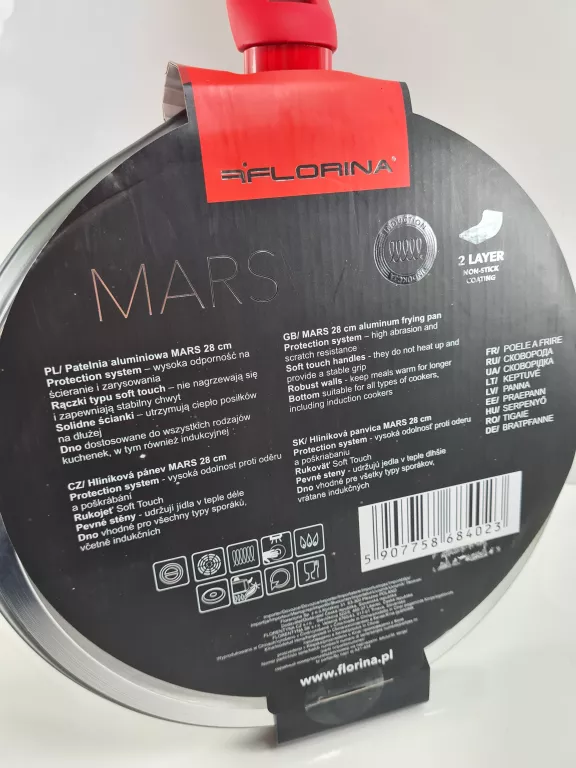 FLORINA®
MARS
INDUCTION
2 LAYER
NON-STICK
COATING
PL/ Patelnia aluminiowa MARS 28 cm
Protection system – wysoka odporność na
ścieranie i zarysowania
Rączki typu soft touch – nie nagrzewają się
i zapewniają stabilny chwyt
Solidne ścianki – utrzymują ciepło posiłków
na dłużej
Dno dostosowane do wszystkich rodzajów
kuchenek, w tym również indukcyjnej
CZ/ Hliníková pánev MARS 28 cm
Protection system - vysoká odolnost proti oděru
a poškrábání
Rukojeť Soft Touch
Pevné stěny - udržují jídla v teple déle
Dno vhodné pro všechny typy sporáků,
včetně indukčních
GB/ MARS 28 cm aluminum frying pan
Protection system – high abrasion and
scratch resistance
Soft touch handles - they do not heat up and
provide a stable grip
Robust walls - keep meals warm for longer
Bottom suitable for all types of cookers,
including induction cookers
SK/ Hliníková panvica MARS 28 cm
Protection system - vysoká odolnosť proti oderu
a poškriabaniu
Rukoväť Soft Touch
Pevné steny - udržujú jedlá v teple dlhšie
Dno vhodné pre všetky typy sporákov,
vrátane indukčných
FR/ POELE A FRIRE
RU/ СКОВОРОДА
UA/ СКОВОРІДКА
LT/ KEPTUVĖ
LV/ PANNA
EE/ PRAEPANN
HU/ SERPENYŐ
RO/ TIGAIE
DE/ BRATPFANNE
5 907758 684023
www.florina.pl